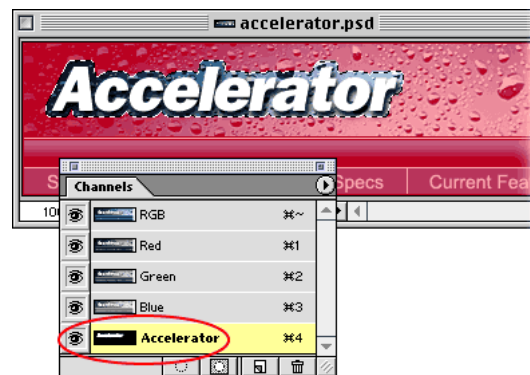 accelerator.psd
Accelerator
Specs
Current Fea
Channels
RGB ⌘~
Red ⌘1
Green ⌘2
Blue ⌘3
Accelerator ⌘4